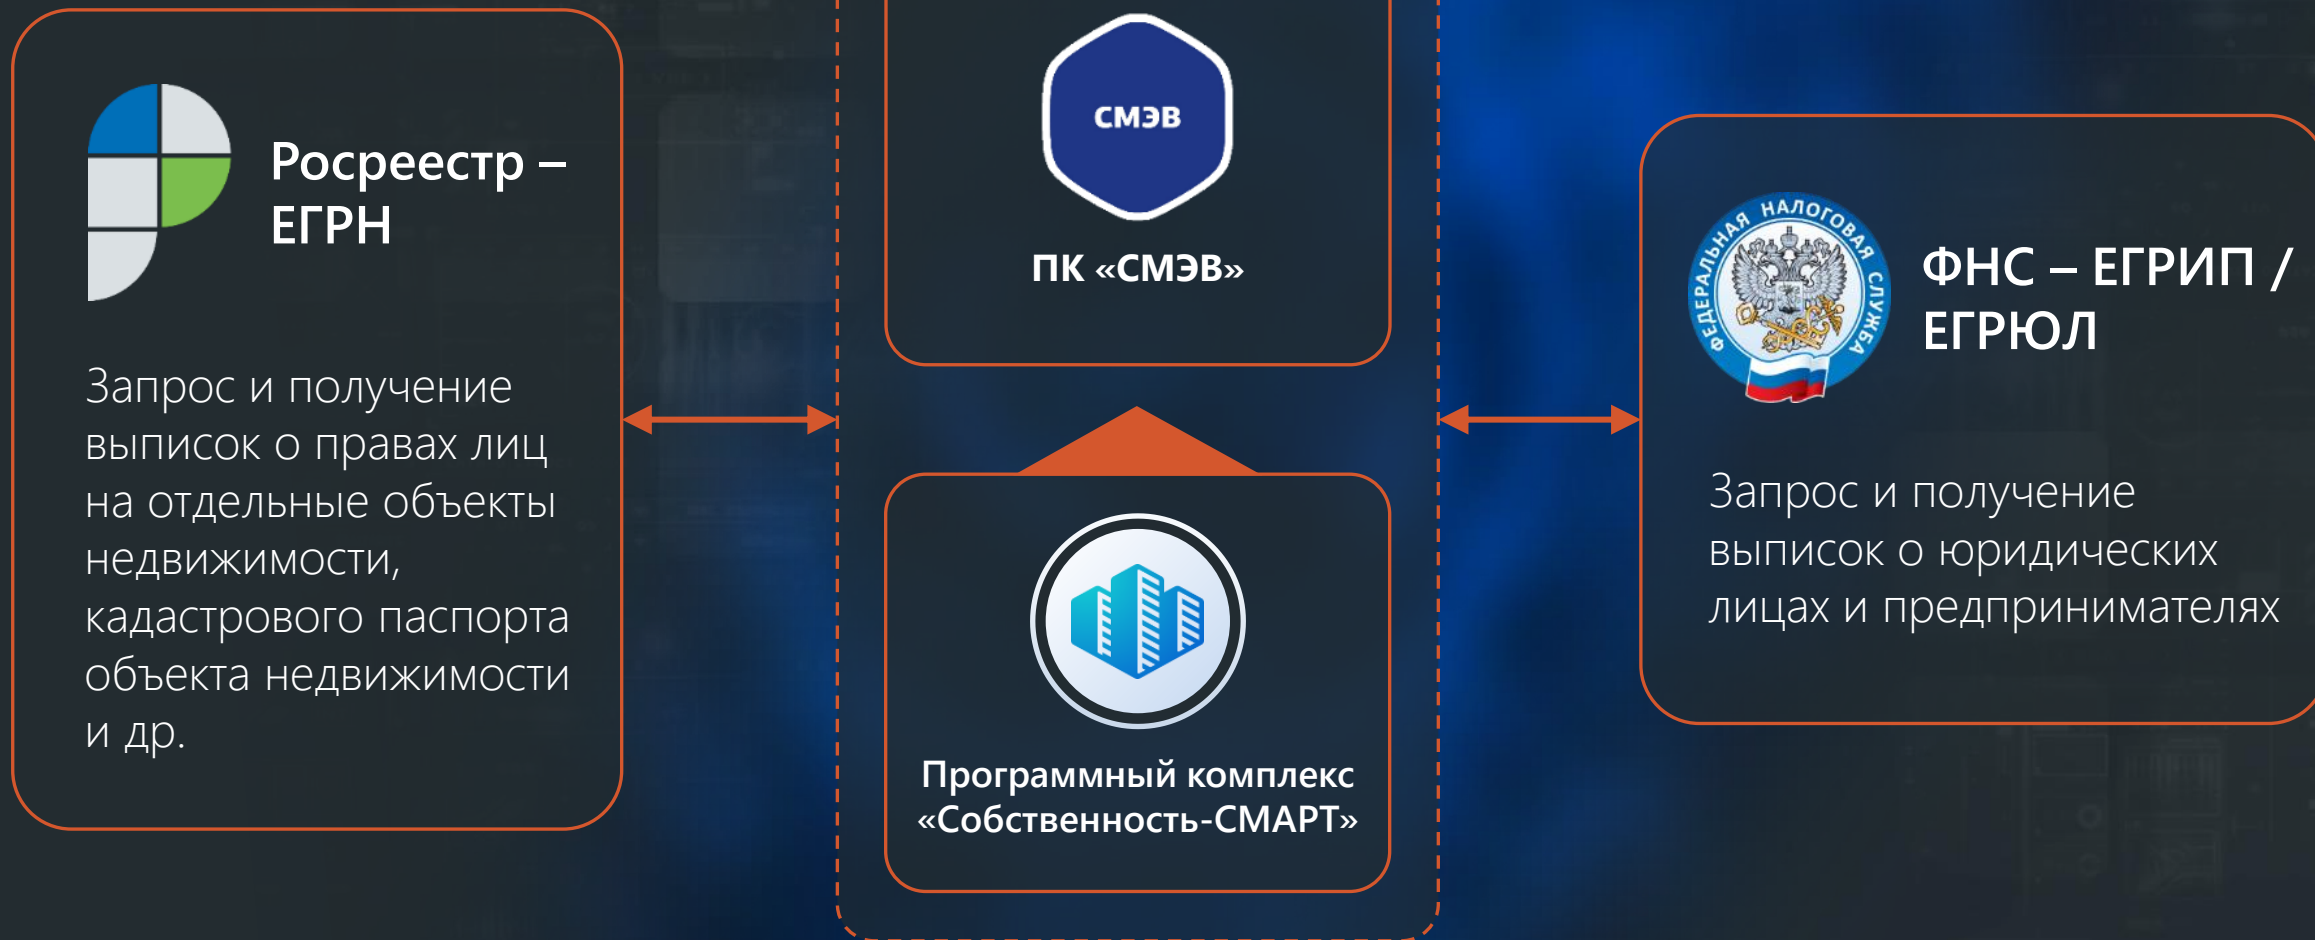 Росреестр –
ЕГРН
Запрос и получение
выписок о правах лиц
на отдельные объекты
недвижимости,
кадастрового паспорта
объекта недвижимости
и др.
СМЭВ
ПК «СМЭВ»
Программный комплекс
«Собственность-СМАРТ»
ФЕДЕРАЛЬНАЯ НАЛОГОВАЯ СЛУЖБА
ФНС – ЕГРИП /
ЕГРЮЛ
Запрос и получение
выписок о юридических
лицах и предпринимателях